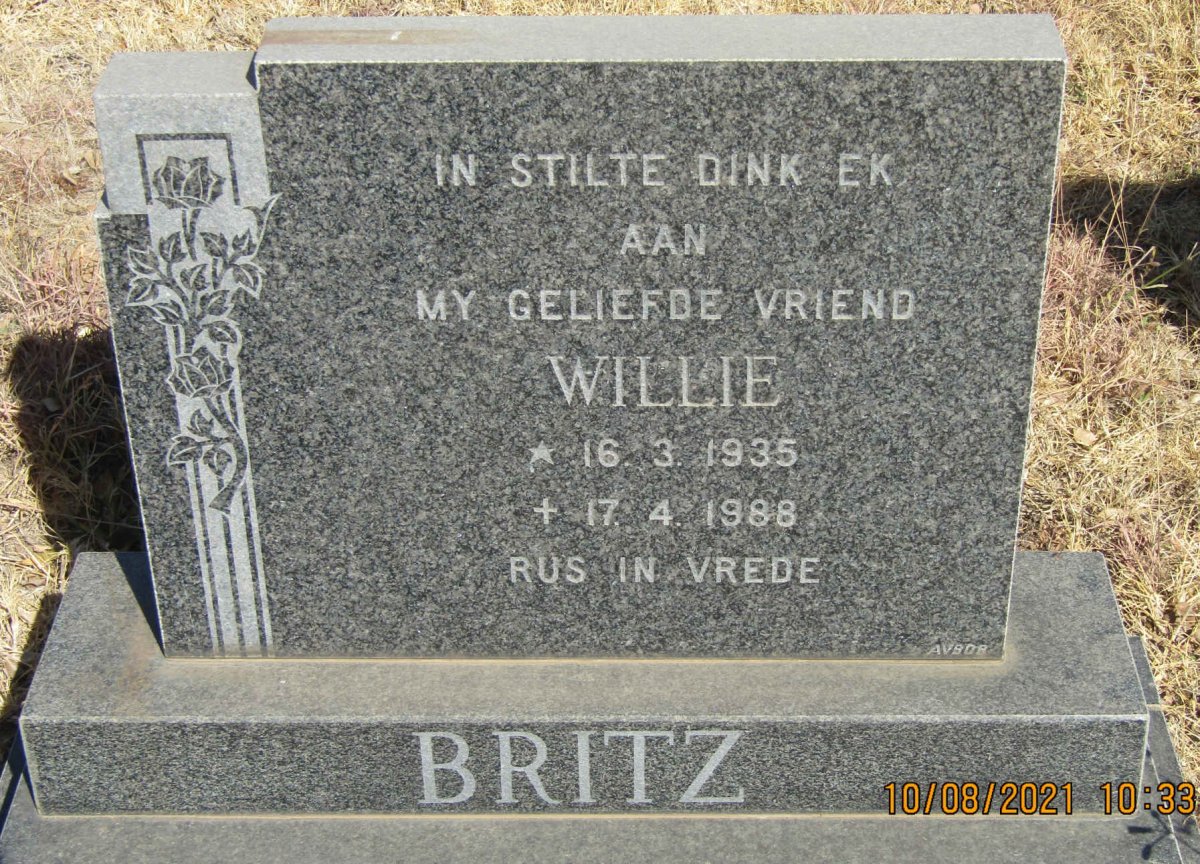 IN STILTE DINK EK
AAN
MY GELIEFDE VRIEND
WILLIE
★ 16. 3. 1935
+ 17. 4. 1988
RUS IN VREDE
BRITZ
10/08/2021 10:33